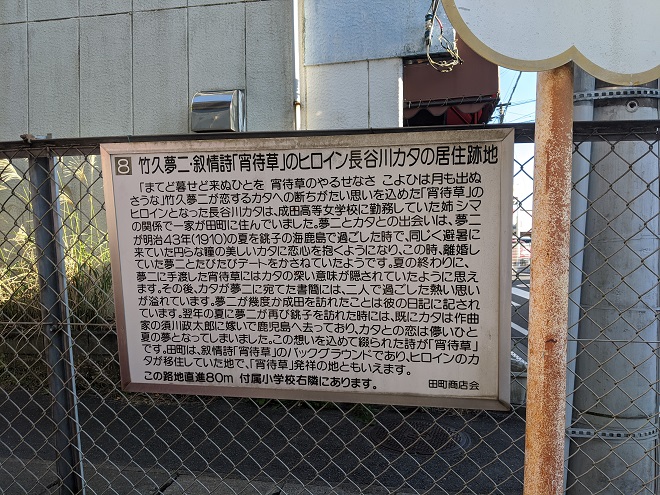 8 竹久夢二・叙情詩「宵待草」のヒロイン長谷川カタの居住跡地
「まてど暮せど来ぬひとを 宵待草のやるせなさ こよひは月も出ぬ
さうな」竹久夢二が恋するカタへの断ちがたい思いを込めた「宵待草」の
ヒロインとなった長谷川カタは、成田高等女学校に勤務していた姉シマ
の関係で一家が田町に住んでいました。夢二とカタとの出会いは、夢二
が明治43年(1910)の夏を銚子の海鹿島で過ごした時で、同じく避暑に
来ていた円らな瞳の美しいカタに恋心を抱くようになり、この時、離婚し
ていた夢二とたびたびデートをかさねていたようです。夏の終わりに、
夢二に手渡した宵待草にはカタの深い意味が隠されていたように思え
ます。その後、カタが夢二に宛てた書簡には、二人で過ごした熱い思い
が溢れています。夢二が幾度か成田を訪れたことは彼の日記に記され
ています。翌年の夏に夢二が再び銚子を訪れた時には、既にカタは作曲
家の須川政太郎に嫁いで鹿児島へ去っており、カタとの恋は儚いひと
夏の夢となってしまいました。この想いを込めて綴られた詩が「宵待草」
です。田町は、叙情詩「宵待草」のバックグラウンドであり、ヒロインのカ
タが移住していた地で、「宵待草」発祥の地ともいえます。
この路地直進80m 付属小学校右隣にあります。 田町商店会